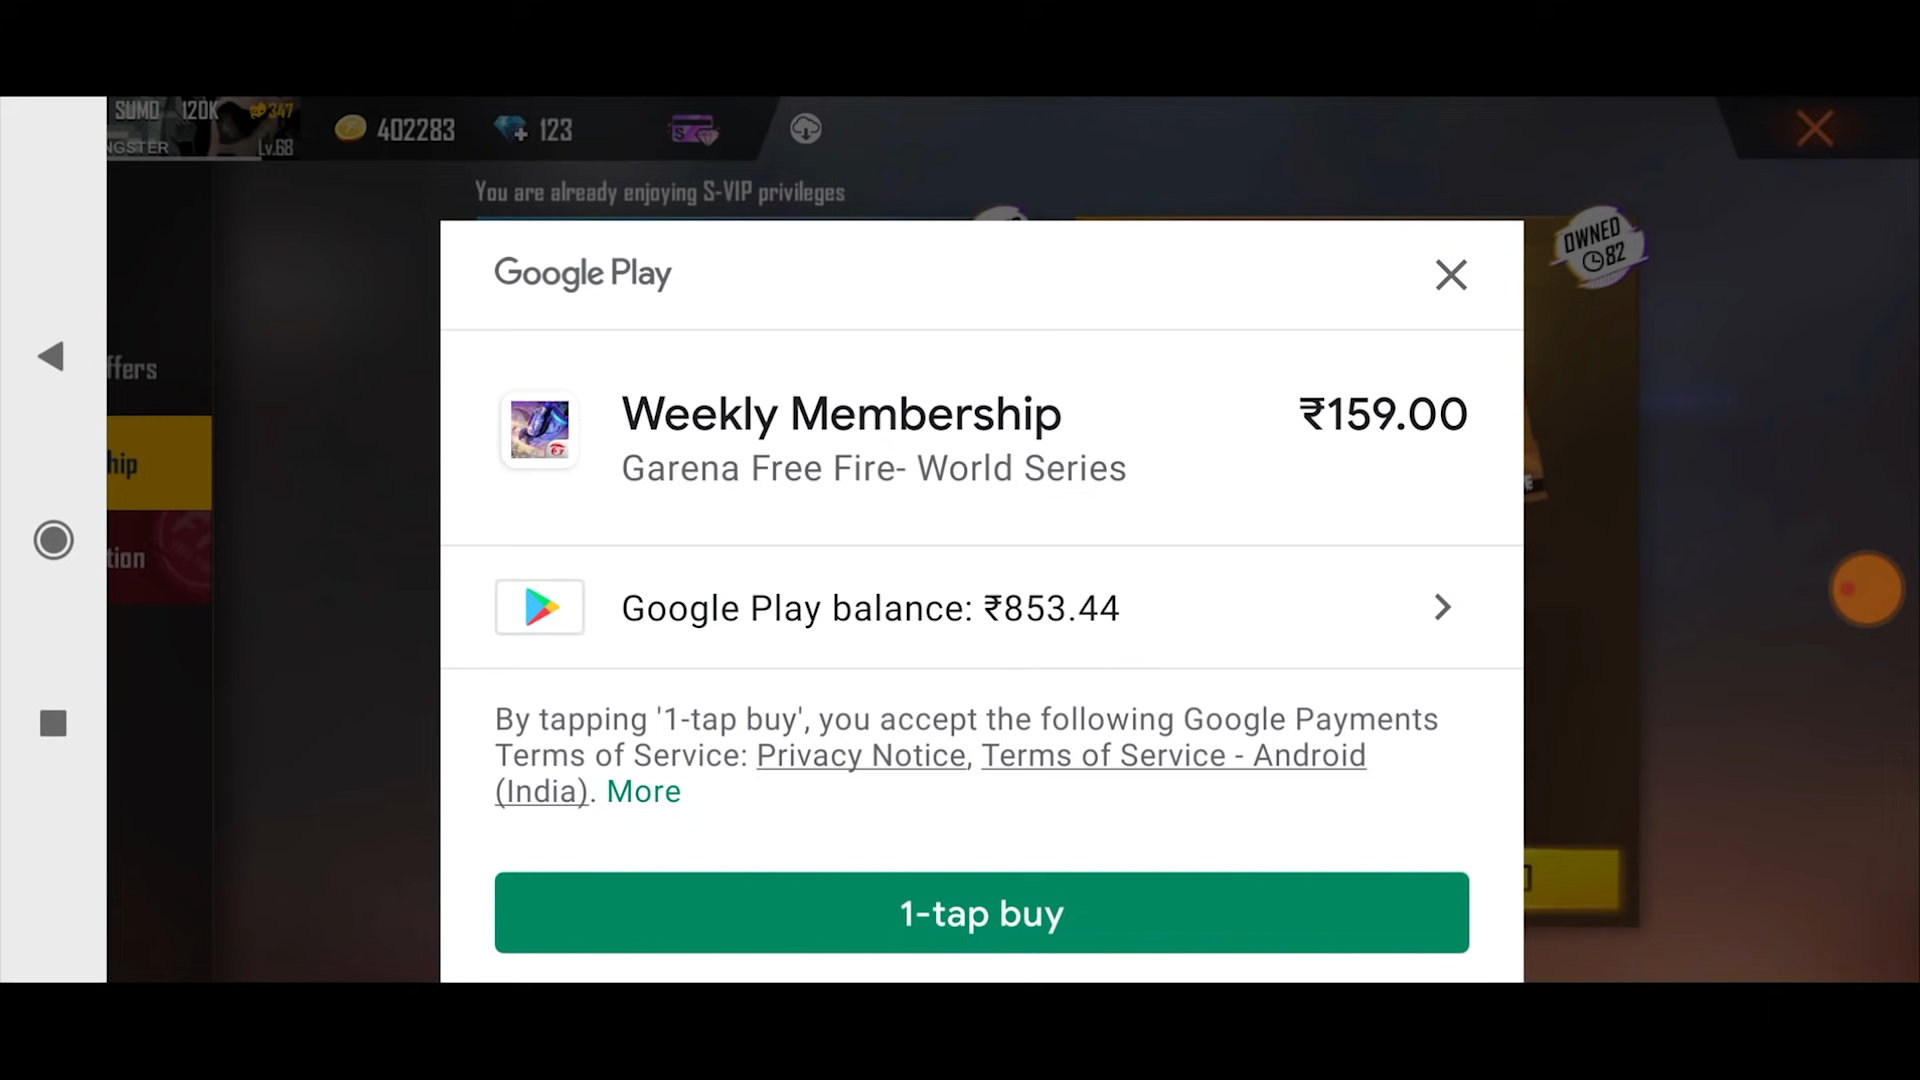 SUMO 120K 347
NGSTER Lv.68
402283
123
You are already enjoying S-VIP privileges
OWNED
82
ffers
hip
tion
Google Play
Weekly Membership ₹159.00
Garena Free Fire- World Series
Google Play balance: ₹853.44
By tapping '1-tap buy', you accept the following Google Payments
Terms of Service: Privacy Notice, Terms of Service - Android
(India). More
1-tap buy